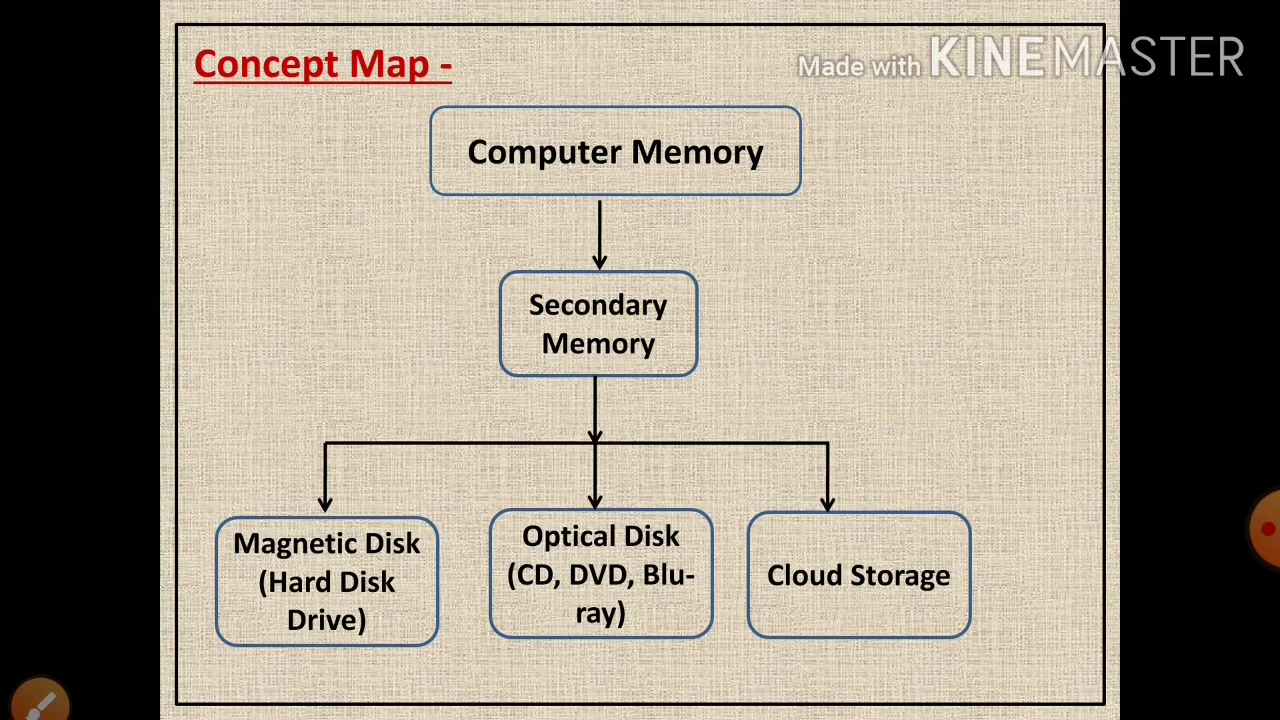 Concept Map -
Made with KINEMASTER
Computer Memory
Secondary
Memory
Magnetic Disk
(Hard Disk
Drive)
Optical Disk
(CD, DVD, Blu-
ray)
Cloud Storage